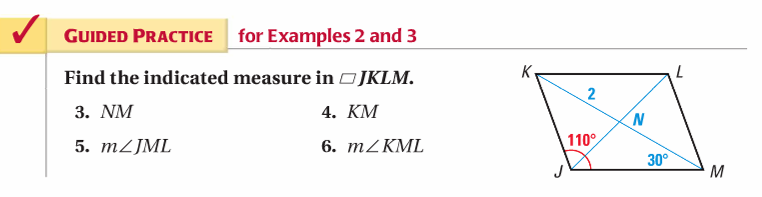 ✓ GUIDED PRACTICE for Examples 2 and 3
Find the indicated measure in ▱JKLM.
3. NM
4. KM
5. m∠JML
6. m∠KML
K
L
2
N
110°
30°
J
M